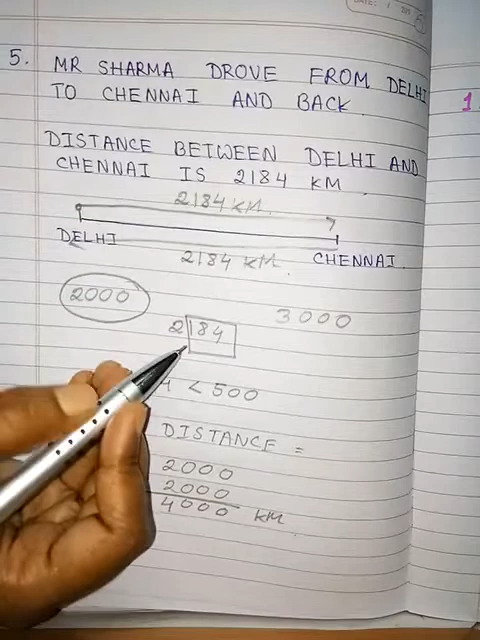 5. MR SHARMA DROVE FROM DELHI
TO CHENNAI AND BACK.
DISTANCE BETWEEN DELHI AND
CHENNAI IS 2184 KM.
2184 KM.
DELHI
CHENNAI.
2184 KM.
2000
3000
2184
4 < 500
DISTANCE =
2000
2000
4000 KM.
1